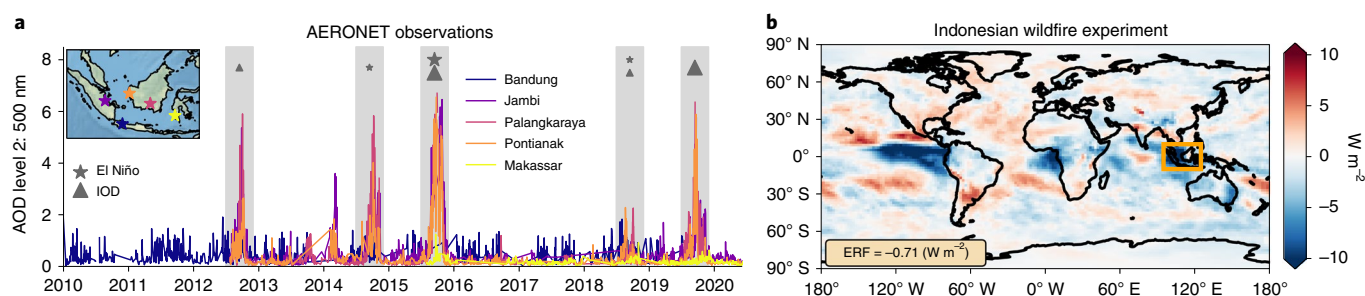 a
AERONET observations
8
6
4
2
0
AOD level 2: 500 nm
El Niño
IOD
Bandung
Jambi
Palangkaraya
Pontianak
Makassar
2010 2011 2012 2013 2014 2015 2016 2017 2018 2019 2020
b
Indonesian wildfire experiment
90° N
60° N
30° N
0°
30° S
60° S
90° S
ERF = −0.71 (W m−2)
180° 120° W 60° W 0° W 60° E 120° E 180°
10
5
0
−5
−10
W m−2